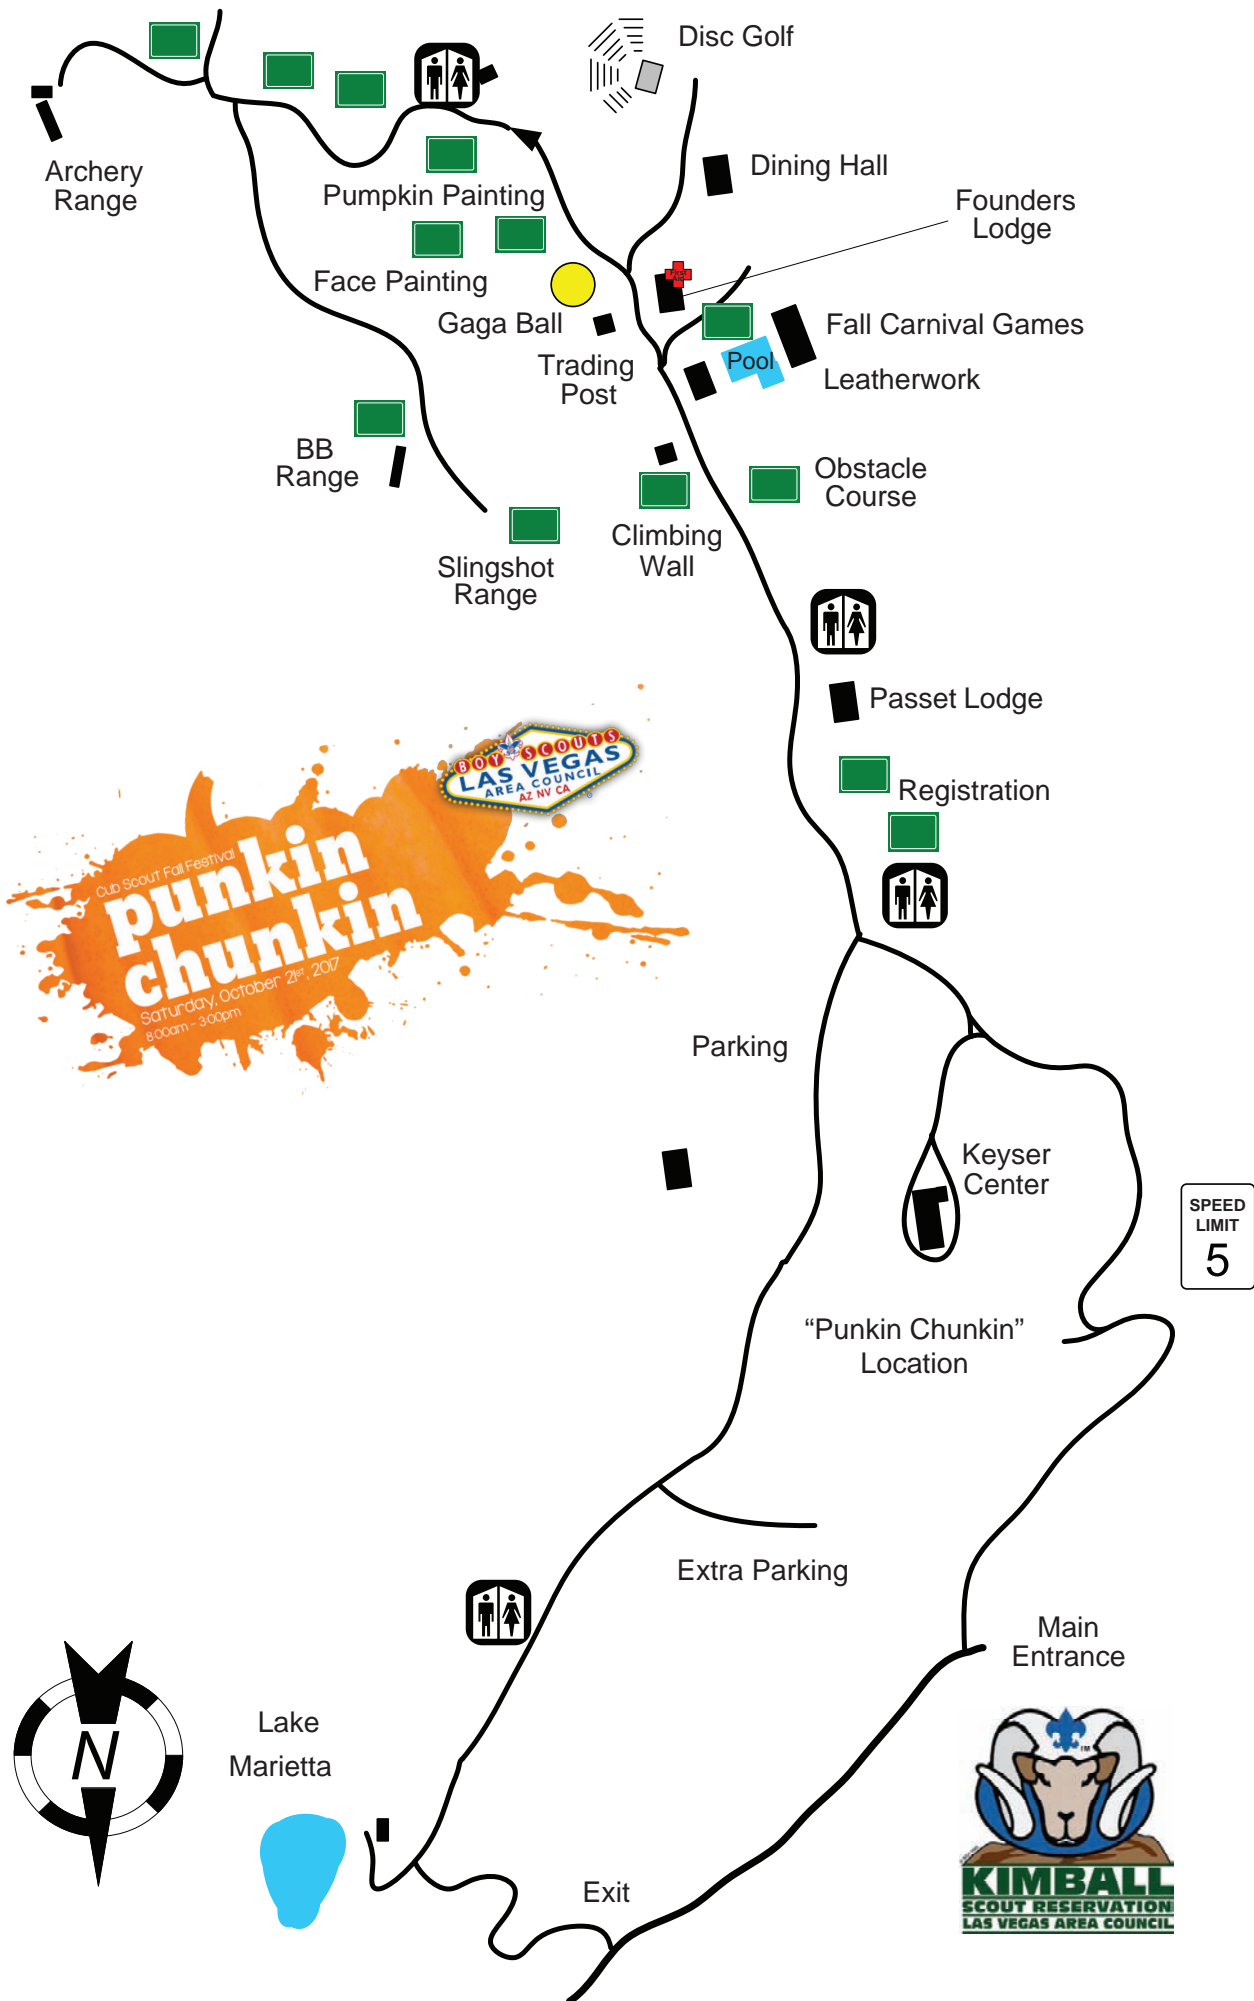 Disc Golf
Archery
Range
Dining Hall
Pumpkin Painting
Founders
Lodge
Face Painting
First
Aid
Gaga Ball
Fall Carnival Games
Trading
Post
Pool
Leatherwork
BB
Range
Obstacle
Course
Climbing
Wall
Slingshot
Range
Passet Lodge
BOY SCOUTS
LAS VEGAS
AREA COUNCIL
AZ NV CA
Registration
Cub Scout Fall Festival
punkin
chunkin
Saturday, October 21ST, 2017
8:00am - 3:00pm
Parking
Keyser
Center
SPEED
LIMIT
5
“Punkin Chunkin”
Location
Extra Parking
Main
Entrance
N
Lake
Marietta
Exit
TM
KIMBALL
SCOUT RESERVATION
LAS VEGAS AREA COUNCIL